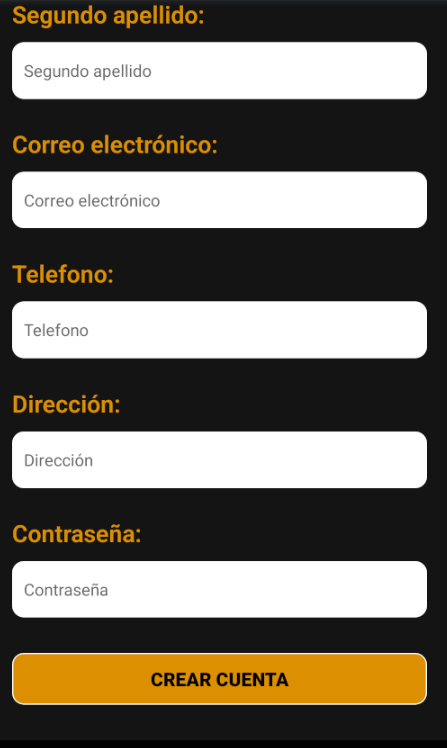 Segundo apellido:
Segundo apellido
Correo electrónico:
Correo electrónico
Telefono:
Telefono
Dirección:
Dirección
Contraseña:
Contraseña
CREAR CUENTA